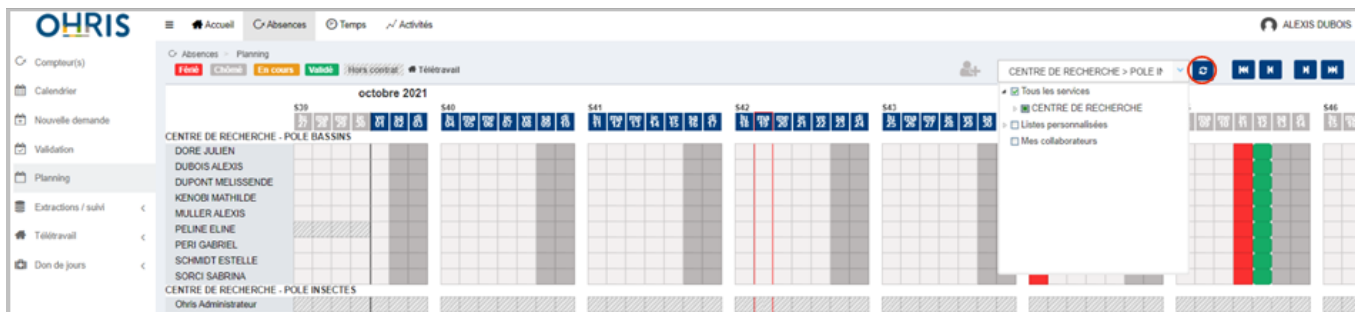 OHRIS
Accueil Absences Temps Activités
ALEXIS DUBOIS
Absences - Planning
Férié Chômé En cours Validé Hors contrat Télétravail
Compteur(s)
Calendrier
Nouvelle demande
Validation
Planning
Extractions / suivi
Télétravail
Don de jours
CENTRE DE RECHERCHE > POLE IN
Tous les services
CENTRE DE RECHERCHE
Listes personnalisées
Mes collaborateurs
octobre 2021
S39 S40 S41 S42 S43 S46
CENTRE DE RECHERCHE - POLE BASSINS
DORE JULIEN
DUBOIS ALEXIS
DUPONT MELISSENDE
KENOBI MATHILDE
MULLER ALEXIS
PELINE ELINE
PERI GABRIEL
SCHMIDT ESTELLE
SORCI SABRINA
CENTRE DE RECHERCHE - POLE INSECTES
Ohris Administrateur